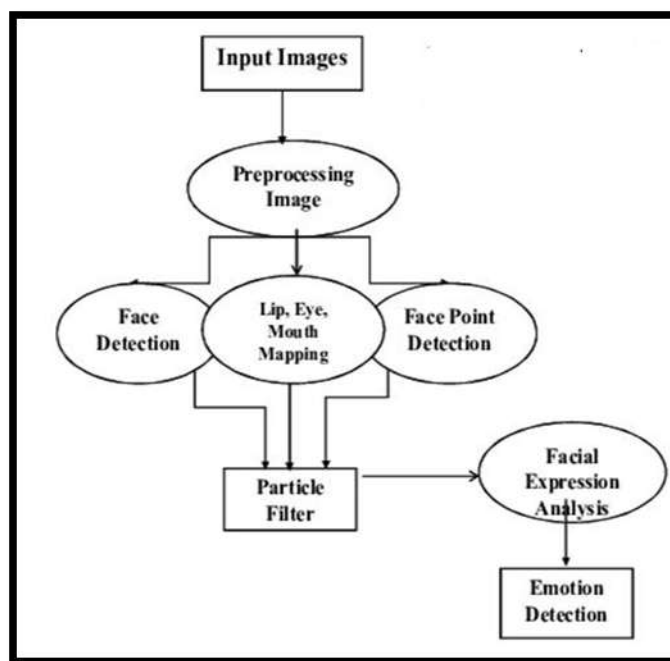 Input Images
Preprocessing
Image
Face
Detection
Lip, Eye,
Mouth
Mapping
Face Point
Detection
Particle
Filter
Facial
Expression
Analysis
Emotion
Detection